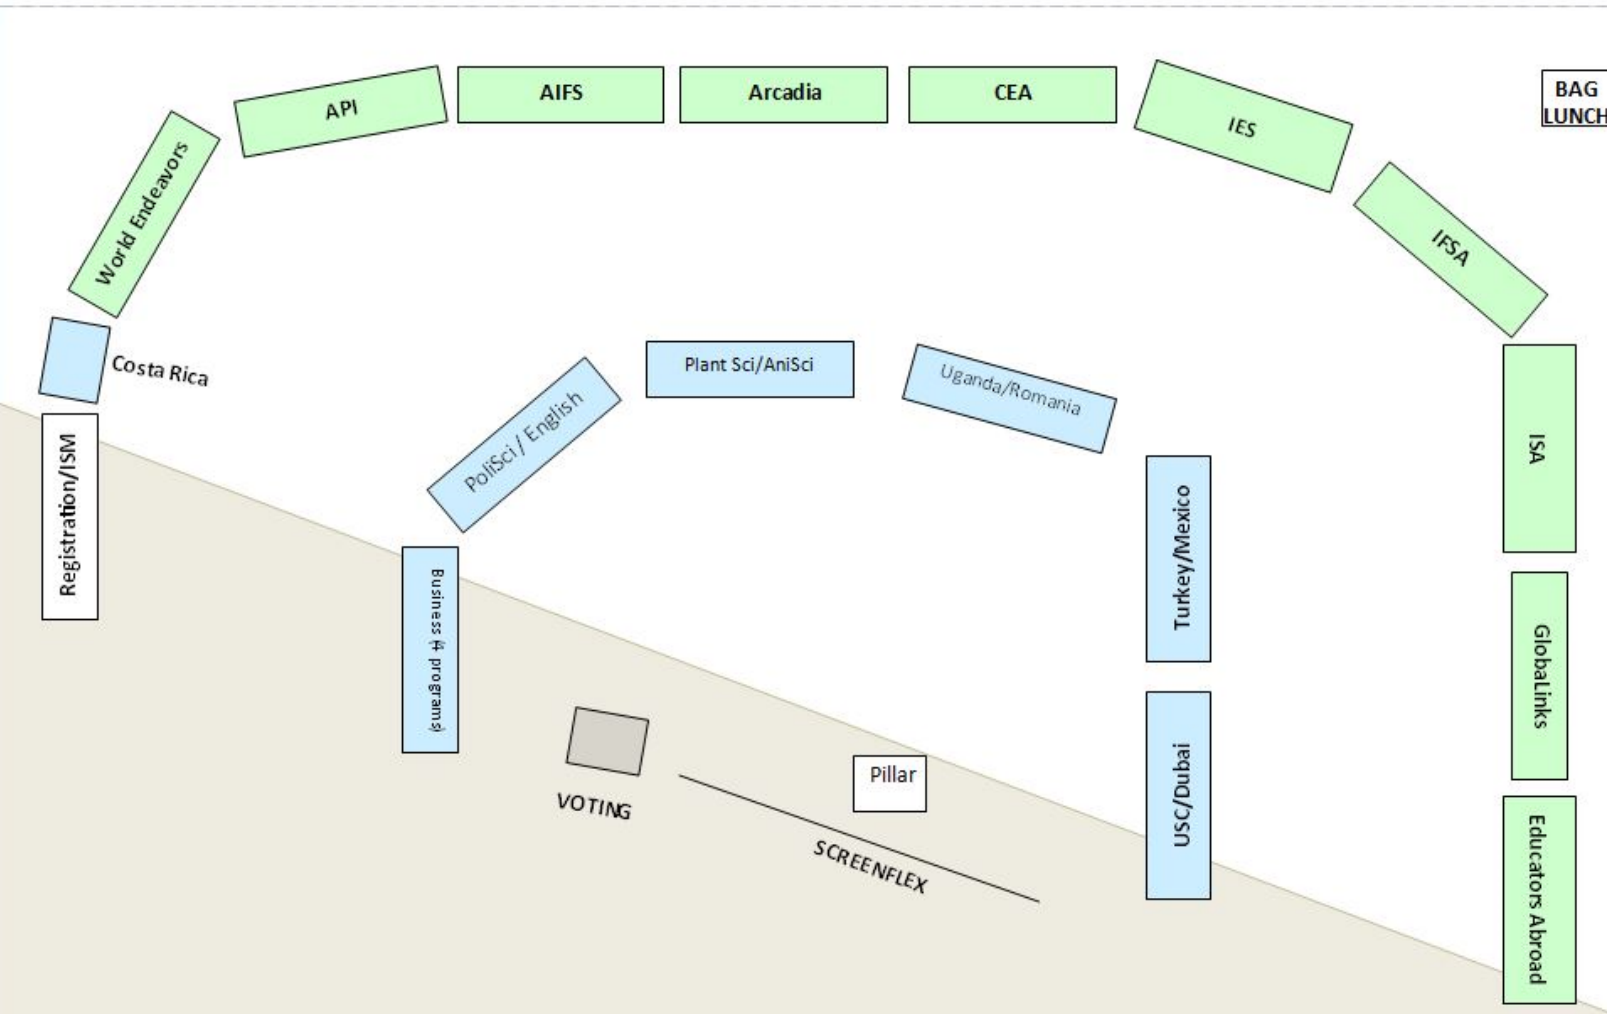 API
AIFS
Arcadia
CEA
IES
BAG
LUNCH
World Endeavors
IFSA
Costa Rica
PoliSci / English
Plant Sci/AniSci
Uganda/Romania
ISA
Registration/ISM
Business (4 programs)
Turkey/Mexico
GlobaLinks
VOTING
Pillar
SCREENFLEX
USC/Dubai
Educators Abroad